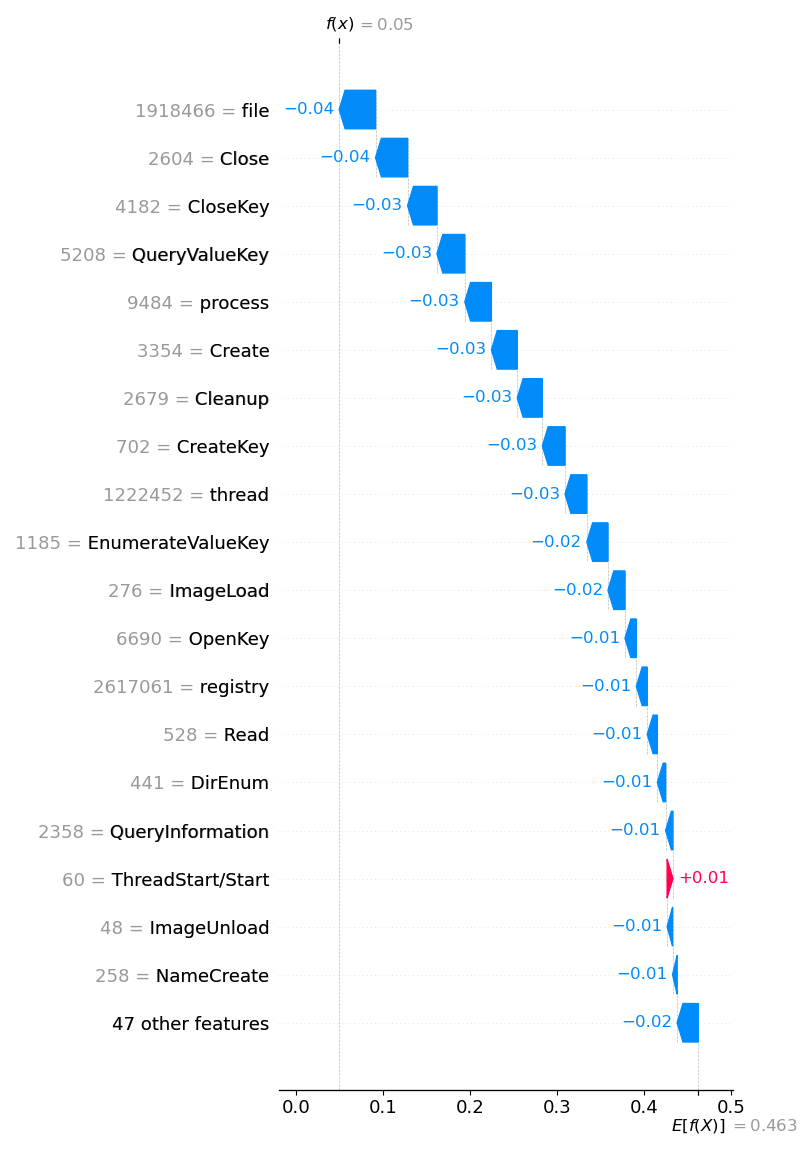 f(x) = 0.05
1918466 = file
−0.04
2604 = Close
−0.04
4182 = CloseKey
−0.03
5208 = QueryValueKey
−0.03
9484 = process
−0.03
3354 = Create
−0.03
2679 = Cleanup
−0.03
702 = CreateKey
−0.03
1222452 = thread
−0.03
1185 = EnumerateValueKey
−0.02
276 = ImageLoad
−0.02
6690 = OpenKey
−0.01
2617061 = registry
−0.01
528 = Read
−0.01
441 = DirEnum
−0.01
2358 = QueryInformation
−0.01
60 = ThreadStart/Start
+0.01
48 = ImageUnload
−0.01
258 = NameCreate
−0.01
47 other features
−0.02
0.0 0.1 0.2 0.3 0.4 0.5
E[f(X)] = 0.463